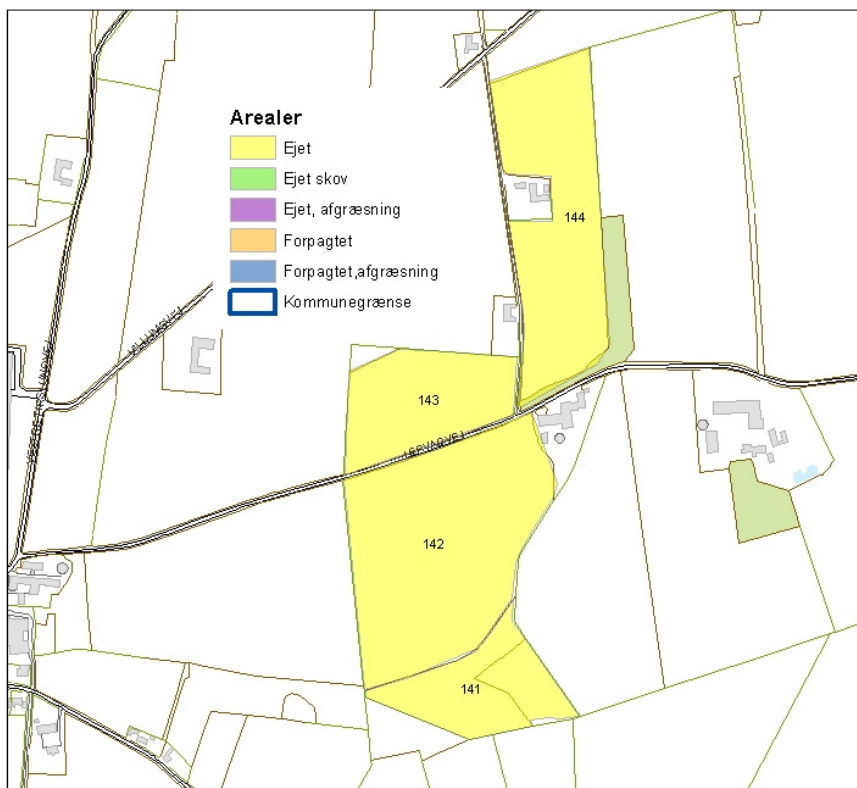 Arealer
Ejet
Ejet skov
Ejet, afgræsning
Forpagtet
Forpagtet,afgræsning
Kommunegrænse
144
143
142
141